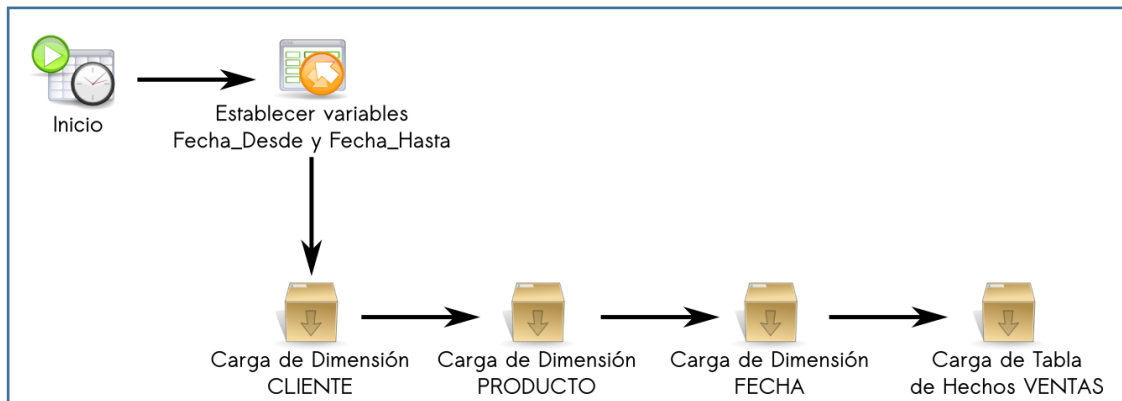 Inicio
Establecer variables
Fecha_Desde y Fecha_Hasta
Carga de Dimensión
CLIENTE
Carga de Dimensión
PRODUCTO
Carga de Dimensión
FECHA
Carga de Tabla
de Hechos VENTAS